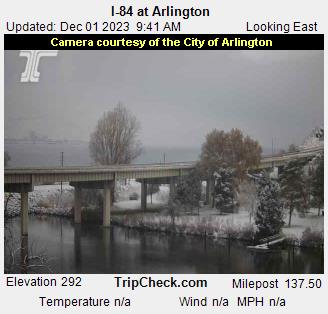 I-84 at Arlington
Updated: Dec 01 2023 9:41 AM Looking East
Camera courtesy of the City of Arlington
Elevation 292 TripCheck.com Milepost 137.50
Temperature n/a Wind n/a MPH n/a